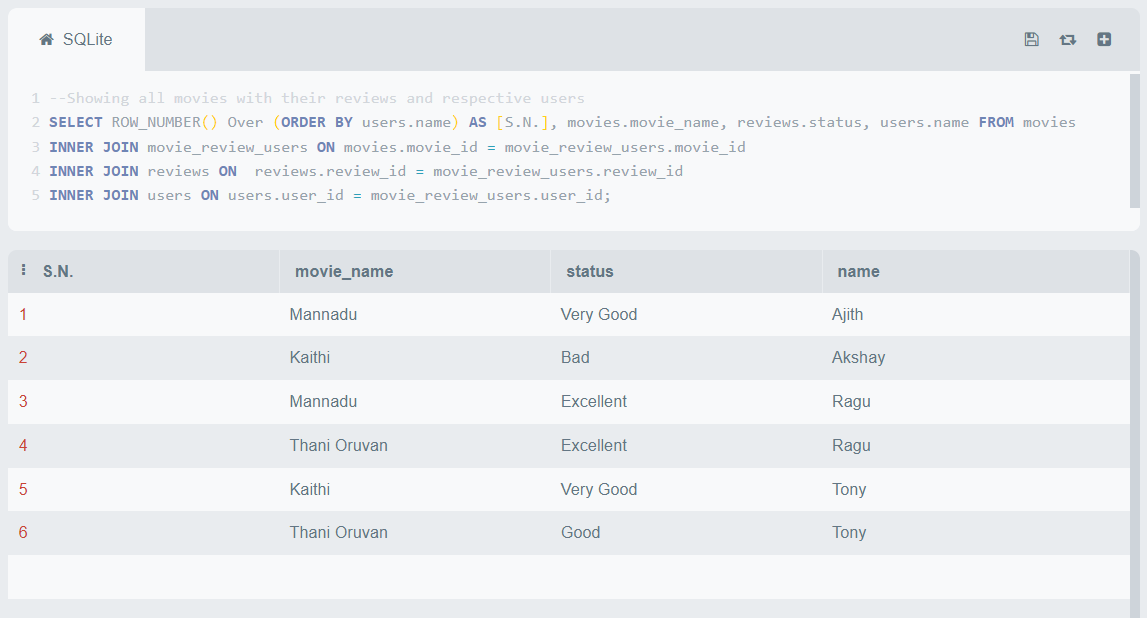 SQLite
1 --Showing all movies with their reviews and respective users
2 SELECT ROW_NUMBER() Over (ORDER BY users.name) AS [S.N.], movies.movie_name, reviews.status, users.name FROM movies
3 INNER JOIN movie_review_users ON movies.movie_id = movie_review_users.movie_id
4 INNER JOIN reviews ON  reviews.review_id = movie_review_users.review_id
5 INNER JOIN users ON users.user_id = movie_review_users.user_id;
S.N. movie_name status name
1 Mannadu Very Good Ajith
2 Kaithi Bad Akshay
3 Mannadu Excellent Ragu
4 Thani Oruvan Excellent Ragu
5 Kaithi Very Good Tony
6 Thani Oruvan Good Tony